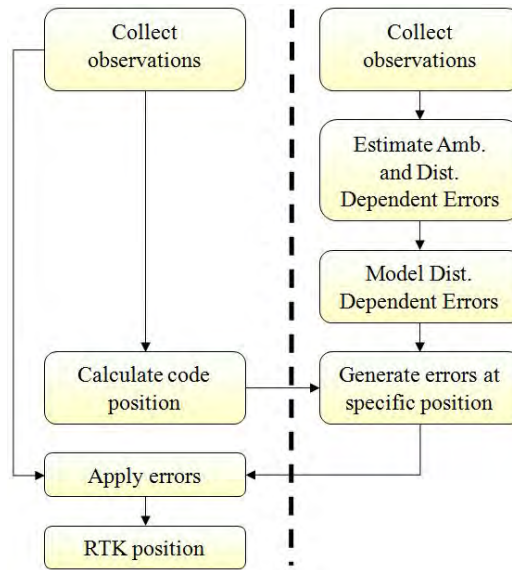 Collect
observations
Collect
observations
Estimate Amb.
and Dist.
Dependent Errors
Model Dist.
Dependent Errors
Calculate code
position
Generate errors at
specific position
Apply errors
RTK position